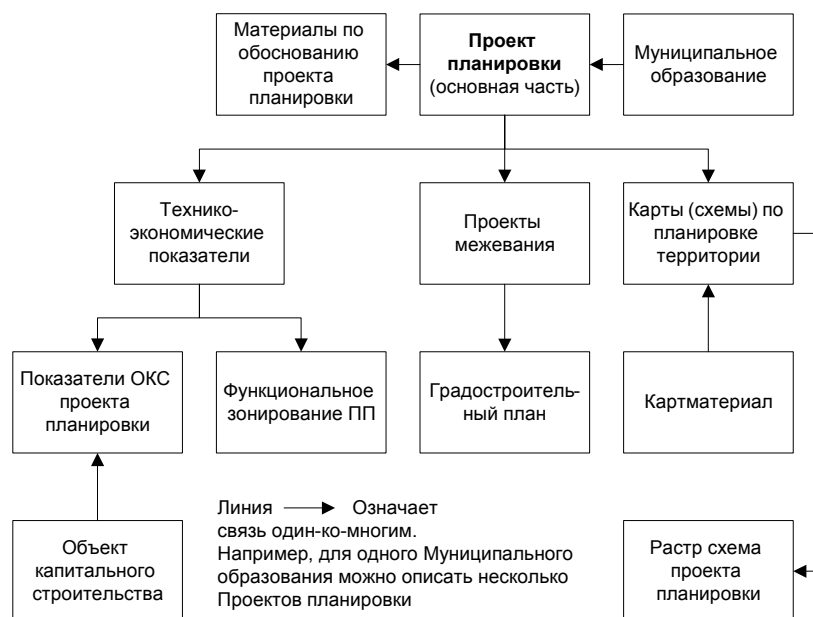 Материалы по
обоснованию
проекта
планировки
Проект
планировки
(основная часть)
Муниципальное
образование
Технико-
экономические
показатели
Проекты
межевания
Карты (схемы) по
планировке
территории
Показатели ОКС
проекта
планировки
Функциональное
зонирование ПП
Градостроитель-
ный план
Картматериал
Объект
капитального
строительства
Линия Означает
связь один-ко-многим.
Например, для одного Муниципального
образования можно описать несколько
Проектов планировки
Растр схема
проекта
планировки